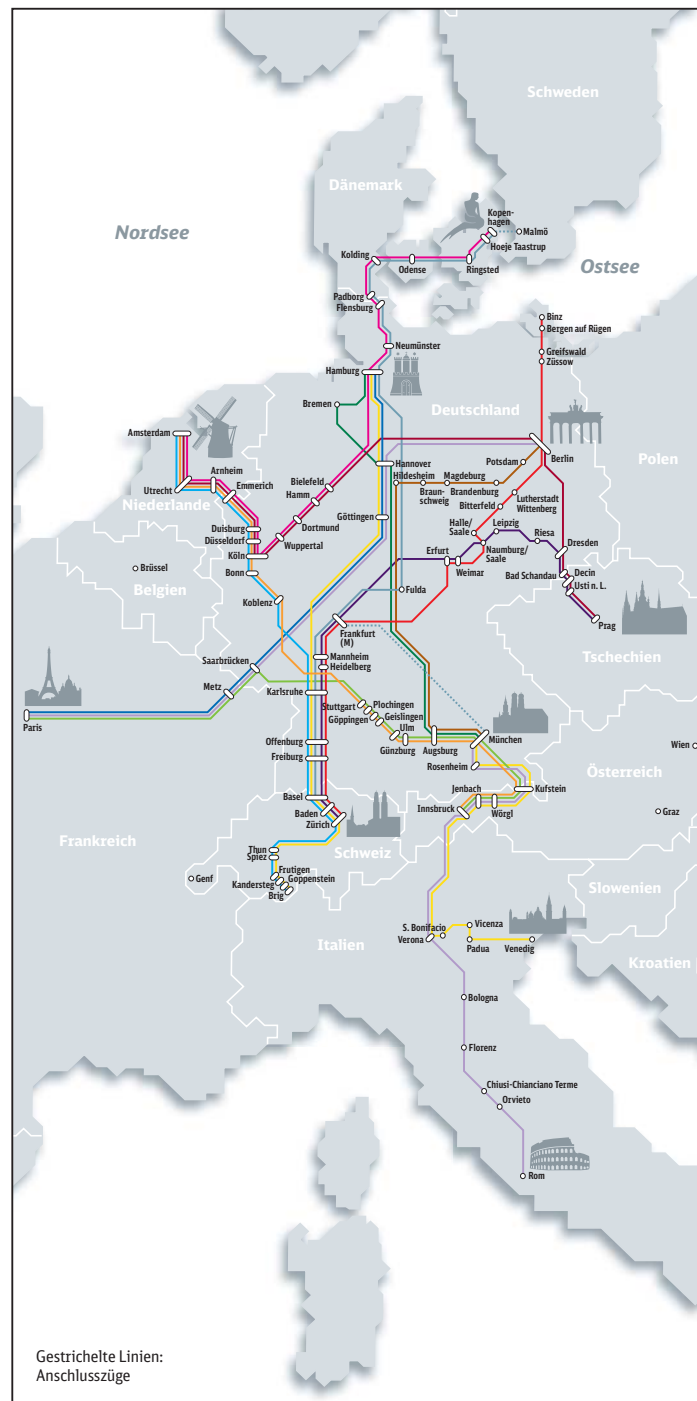 Schweden
Dänemark
Nordsee
Kopen-
hagen
Malmö
Hoeje Taastrup
Kolding
Odense
Ringsted
Ostsee
Padborg
Flensburg
Binz
Bergen auf Rügen
Neumünster
Greifswald
Züssow
Hamburg
Bremen
Deutschland
Amsterdam
Berlin
Polen
Hannover
Potsdam
Hildesheim
Magdeburg
Arnheim
Emmerich
Utrecht
Niederlande
Bielefeld
Hamm
Braun-
schweig
Brandenburg
Bitterfeld
Lutherstadt
Wittenberg
Göttingen
Dortmund
Duisburg
Düsseldorf
Wuppertal
Halle/
Saale
Leipzig
Riesa
Dresden
Köln
Erfurt
Weimar
Naumburg/
Saale
Brüssel
Bonn
Belgien
Bad Schandau
Decin
Usti n. L.
Fulda
Koblenz
Prag
Frankfurt
(M)
Saarbrücken
Mannheim
Heidelberg
Tschechien
Metz
Karlsruhe
Paris
Stuttgart
Plochingen
Göppingen
Geislingen
Ulm
Offenburg
Günzburg
Augsburg
München
Wien
Freiburg
Rosenheim
Österreich
Basel
Jenbach
Kufstein
Baden
Zürich
Innsbruck
Wörgl
Graz
Frankreich
Thun
Spiez
Schweiz
Frutigen
Goppenstein
Genf
Kandersteg
Brig
Slowenien
S. Bonifacio
Vicenza
Italien
Verona
Padua
Venedig
Kroatien
Bologna
Florenz
Chiusi-Chianciano Terme
Orvieto
Rom
Gestrichelte Linien:
Anschlusszüge